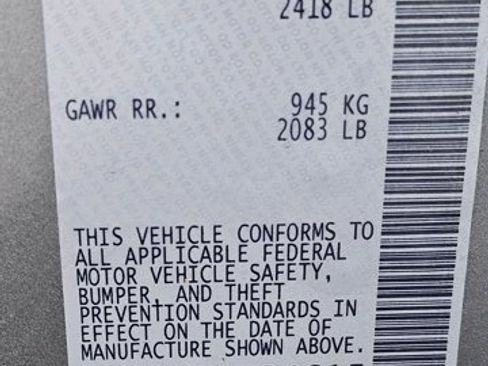 2418 LB
GAWR RR.: 945 KG
2083 LB
THIS VEHICLE CONFORMS TO
ALL APPLICABLE FEDERAL
MOTOR VEHICLE SAFETY,
BUMPER, AND THEFT
PREVENTION STANDARDS IN
EFFECT ON THE DATE OF
MANUFACTURE SHOWN ABOVE.